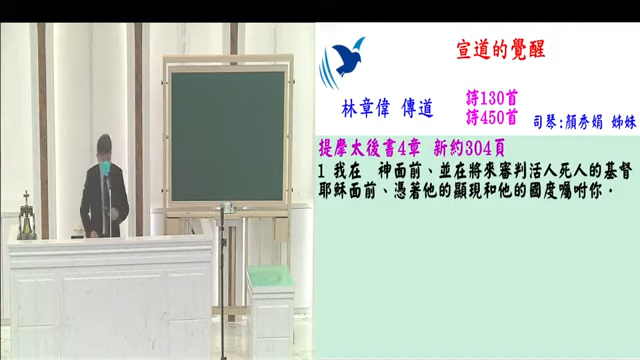 宣道的覺醒
林章偉 傳道
詩130首
詩450首
司琴:顏秀娟 姊妹
提摩太後書4章 新約304頁
1 我在　神面前、並在將來審判活人死人的基督
耶穌面前、憑著他的顯現和他的國度囑咐你．